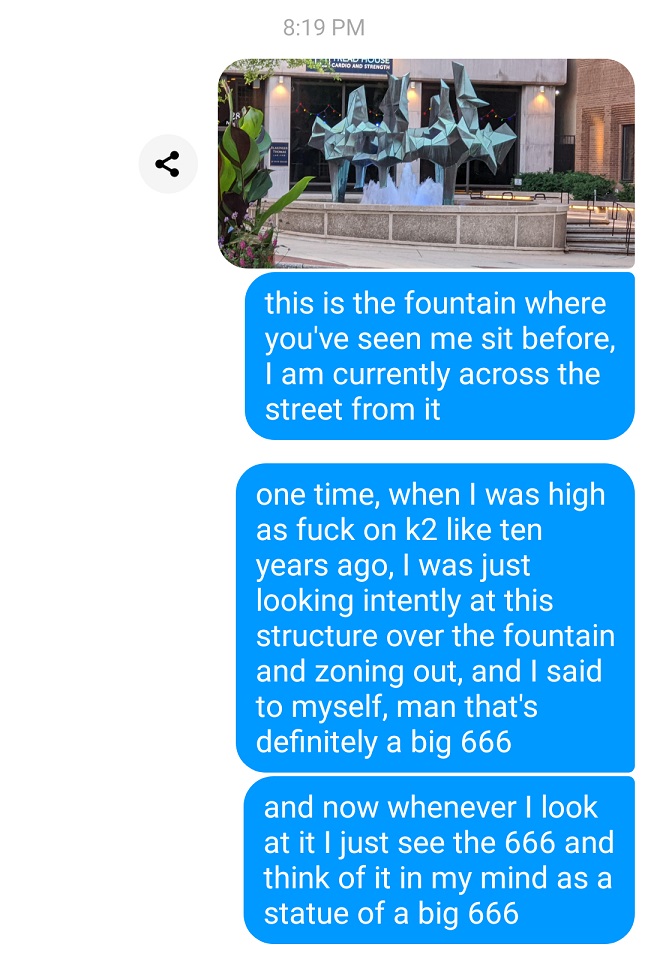 8:19 PM
TREAD HOUSE
CARDIO AND STRENGTH
this is the fountain where
you've seen me sit before,
I am currently across the
street from it
one time, when I was high
as fuck on k2 like ten
years ago, I was just
looking intently at this
structure over the fountain
and zoning out, and I said
to myself, man that's
definitely a big 666
and now whenever I look
at it I just see the 666 and
think of it in my mind as a
statue of a big 666